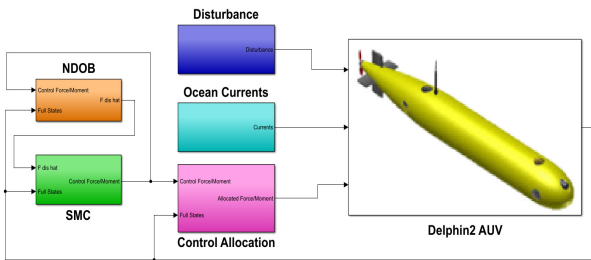 Disturbance
Disturbance
NDOB
Control Force/Moment
F dis hat
Full States
Ocean Currents
Currents
F dis hat
Control Force/Moment
Full States
SMC
Control Force/Moment
Allocated Force/Moment
Full States
Control Allocation
Delphin2 AUV